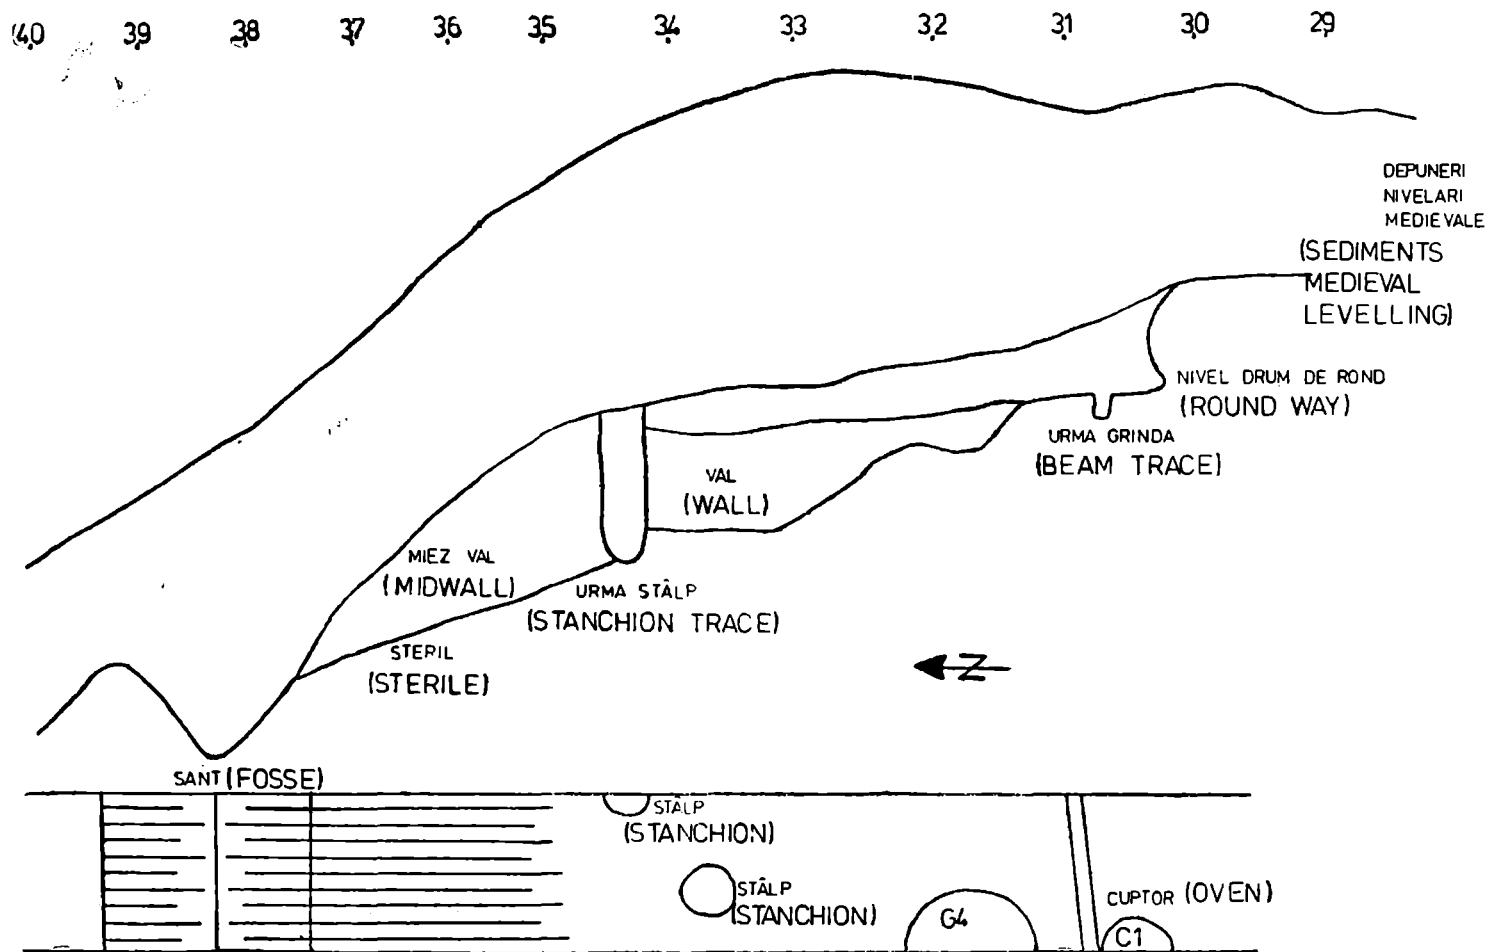 40 39 38 37 36 35 34 33 32 31 30 29
DEPUNERI
NIVELARI
MEDIEVALE
(SEDIMENTS
MEDIEVAL
LEVELLING)
NIVEL DRUM DE ROND
(ROUND WAY)
URMA GRINDA
(BEAM TRACE)
VAL
(WALL)
MIEZ VAL
(MIDWALL)
URMA STÂLP
(STANCHION TRACE)
STERIL
(STERILE)
Z
SANT (FOSSE)
STÂLP
(STANCHION)
STÂLP
(STANCHION)
G4
CUPTOR (OVEN)
C1